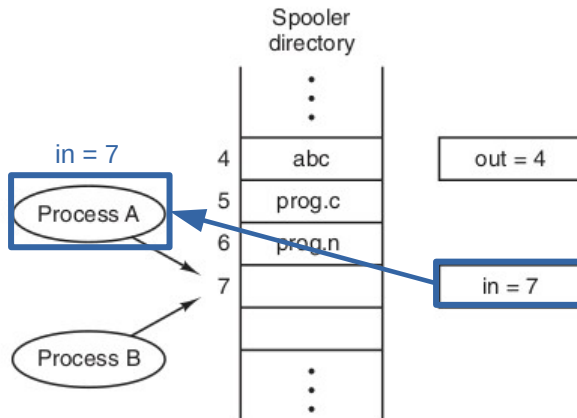 Spooler
directory
in = 7
4
abc
out = 4
Process A
5
prog.c
6
prog.n
7
in = 7
Process B